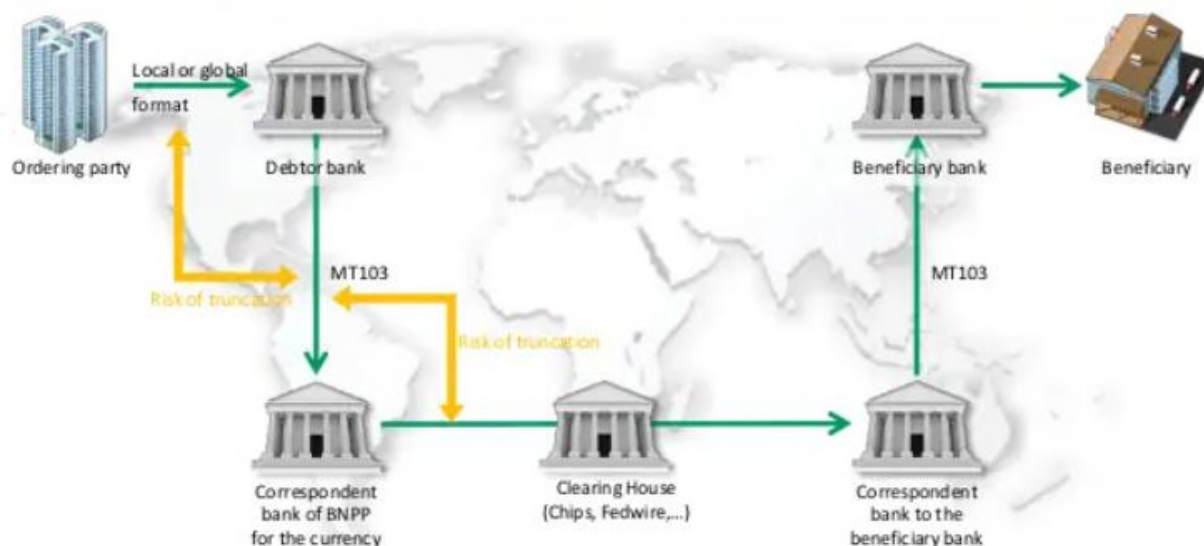 Local or global
format
Ordering party
Debtor bank
Beneficiary bank
Beneficiary
MT103
MT103
Risk of truncation
Risk of truncation
Correspondent
bank of BNPP
for the currency
Clearing House
(Chips, Fedwire,...)
Correspondent
bank to the
beneficiary bank